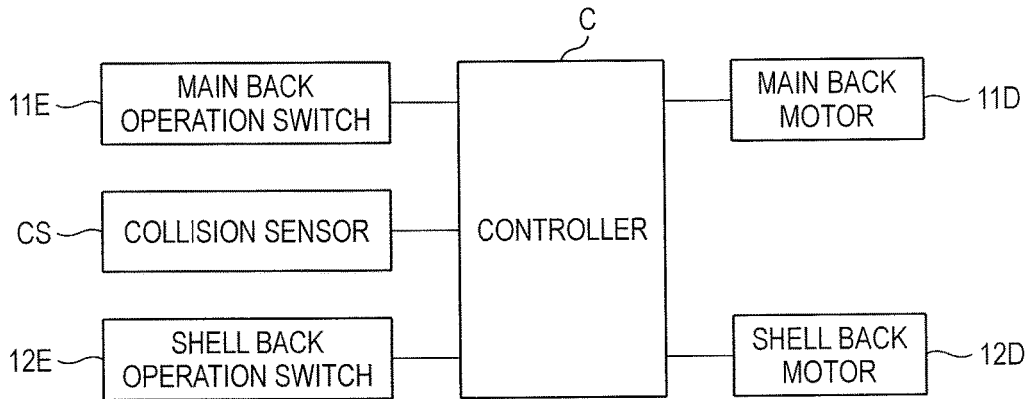 C
11E
MAIN BACK
OPERATION SWITCH
MAIN BACK
MOTOR
11D
CS
COLLISION SENSOR
CONTROLLER
12E
SHELL BACK
OPERATION SWITCH
SHELL BACK
MOTOR
12D